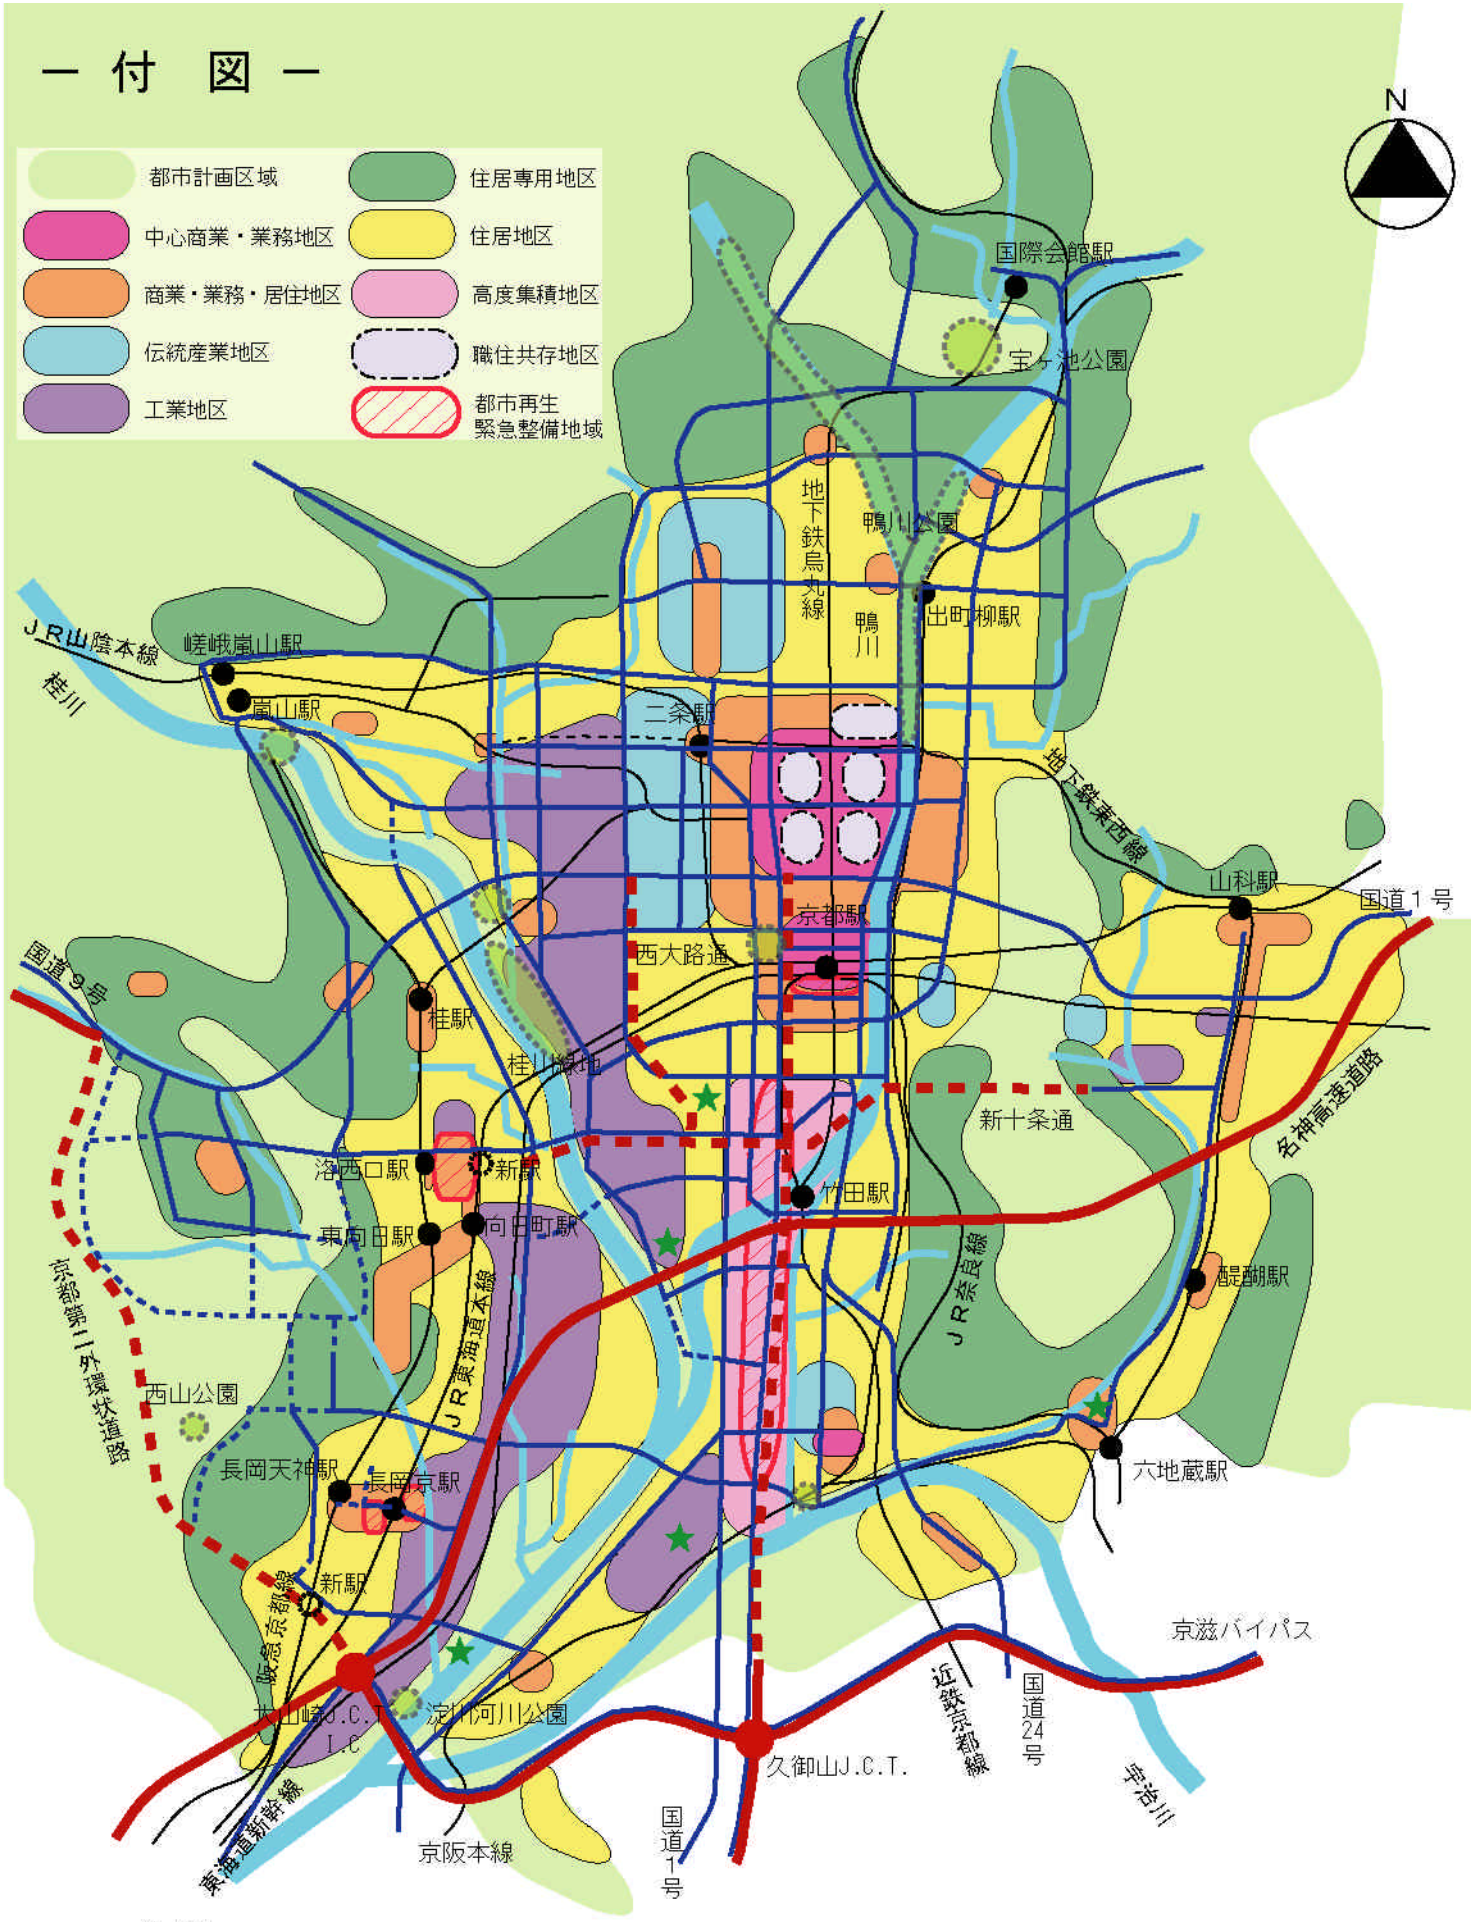 － 付 図 －
N
都市計画区域
住居専用地区
中心商業・業務地区
住居地区
商業・業務・居住地区
高度集積地区
伝統産業地区
職住共存地区
工業地区
都市再生
緊急整備地域
国際会館駅
宝ヶ池公園
地下鉄烏丸線
鴨川公園
鴨川
出町柳駅
JR山陰本線
嵯峨嵐山駅
桂川
嵐山駅
二条駅
地下鉄東西線
山科駅
国道1号
京都駅
西大路通
国道9号
桂駅
桂川緑地
新十条通
名神高速道路
洛西口駅
新駅
竹田駅
東向日駅
向日町駅
JR奈良線
醍醐駅
京都第二外環状道路
JR東海道本線
西山公園
長岡天神駅
長岡京駅
六地蔵駅
新駅
阪急京都線
京滋バイパス
大山崎J.C.T
I.C
淀川河川公園
近鉄京都線
国道24号
久御山J.C.T.
宇治川
東海道新幹線
京阪本線
国道1号